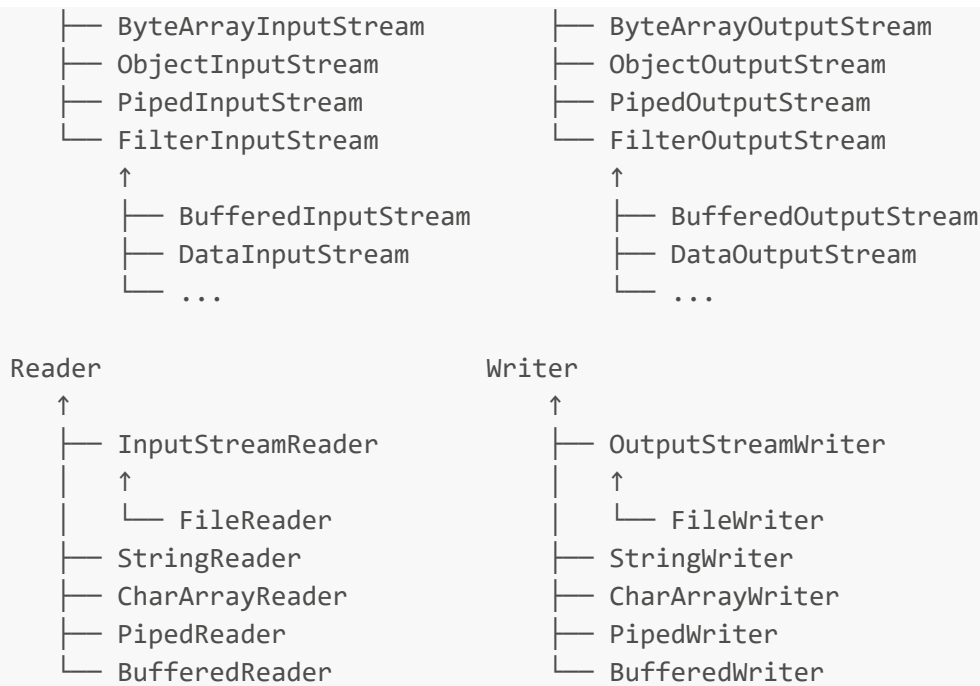 ├── ByteArrayInputStream        ├── ByteArrayOutputStream
├── ObjectInputStream           ├── ObjectOutputStream
├── PipedInputStream            ├── PipedOutputStream
└── FilterInputStream           └── FilterOutputStream
    ↑                               ↑
    ├── BufferedInputStream         ├── BufferedOutputStream
    ├── DataInputStream             ├── DataOutputStream
    └── ...                         └── ...
Reader                         Writer
   ↑                               ↑
   ├── InputStreamReader           ├── OutputStreamWriter
   │   ↑                           │   ↑
   │   └── FileReader              │   └── FileWriter
   ├── StringReader                ├── StringWriter
   ├── CharArrayReader             ├── CharArrayWriter
   ├── PipedReader                 ├── PipedWriter
   └── BufferedReader              └── BufferedWriter